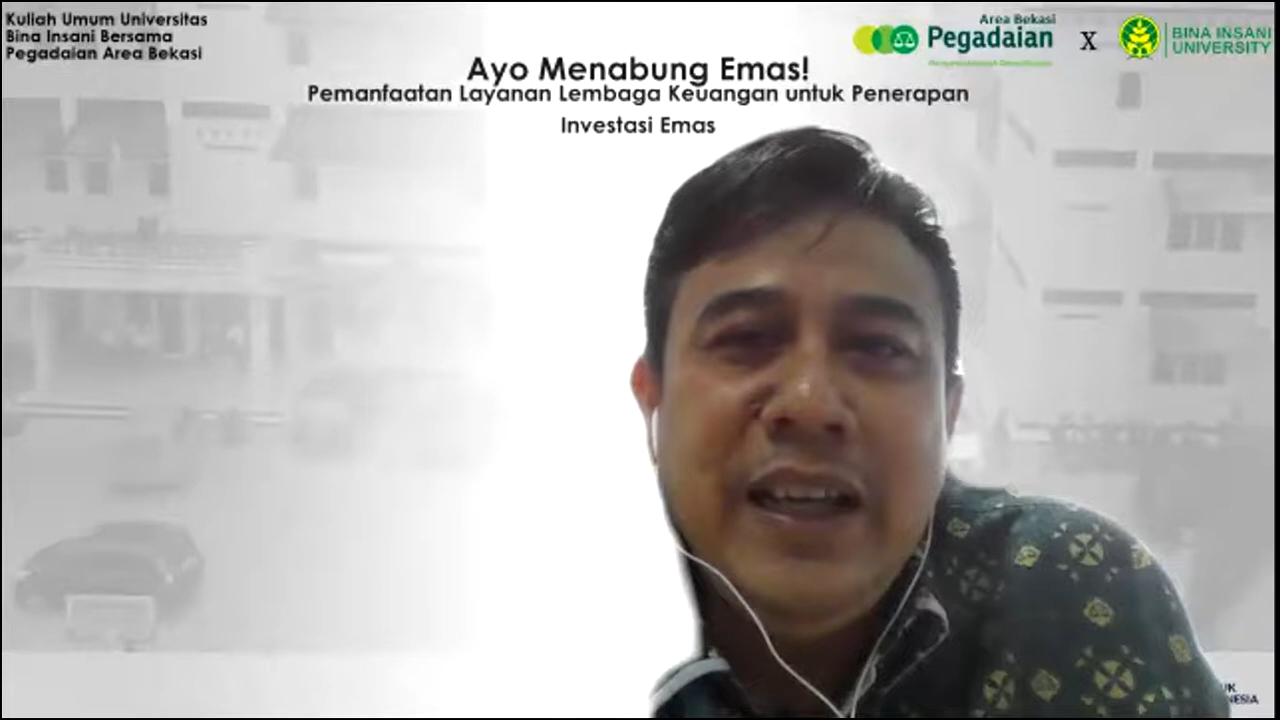 Kuliah Umum Universitas
Bina Insani Bersama
Pegadaian Area Bekasi
Area Bekasi
Pegadaian
X
BINA INSANI
UNIVERSITY
Ayo Menabung Emas!
Pemanfaatan Layanan Lembaga Keuangan untuk Penerapan
Investasi Emas